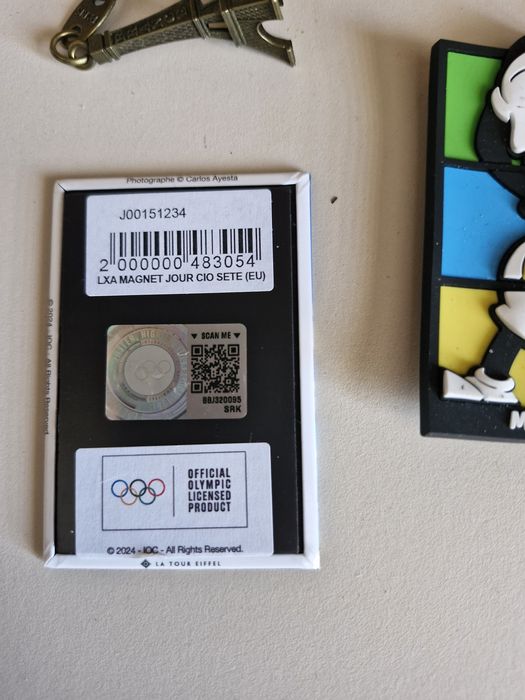 Photographe © Carlos Ayesta
J00151234
2 000000 483054
LXA MAGNET JOUR CIO SETE (EU)
SCAN ME
BBJ320095
SRK
OFFICIAL
OLYMPIC
LICENSED
PRODUCT
© 2024 - IOC - All Rights Reserved.
LA TOUR EIFFEL
© 2024 - IOC - All Rights Reserved.
M